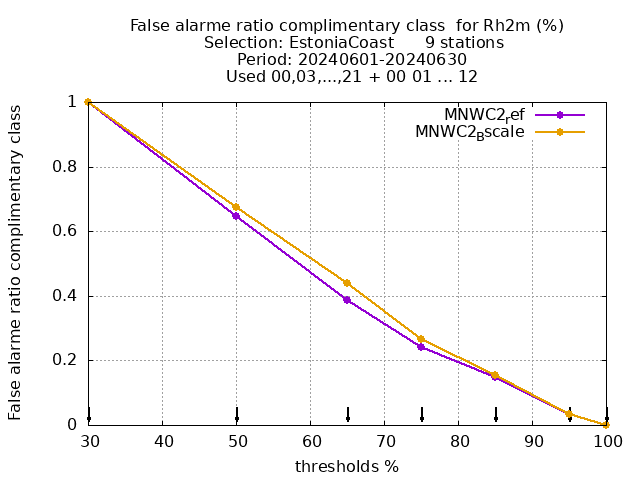 False alarme ratio complimentary class  for Rh2m (%)
Selection: EstoniaCoast      9 stations
Period: 20240601-20240630
Used 00,03,...,21 + 00 01 ... 12
MNWC2ref
MNWC2Bscale
False alarme ratio complimentary class
1
0.8
0.6
0.4
0.2
0
30 40 50 60 70 80 90 100
thresholds %